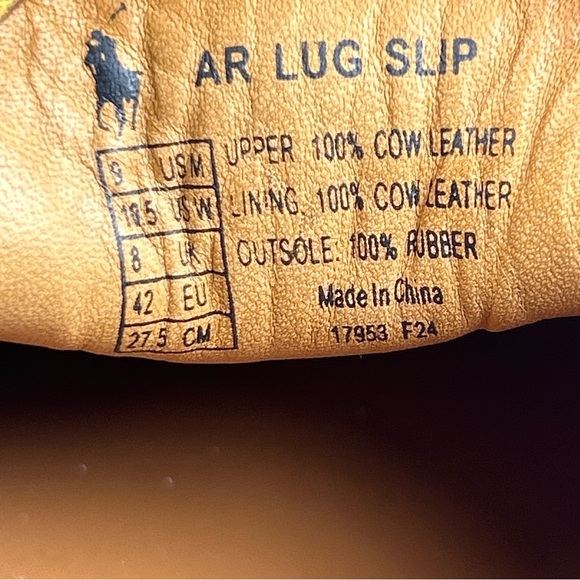 AR LUG SLIP
9 USM
10.5 US W
8 UK
42 EU
27.5 CM
UPPER 100% COW LEATHER
LINING: 100% COW LEATHER
OUTSOLE: 100% RUBBER
Made In China
17953 F24